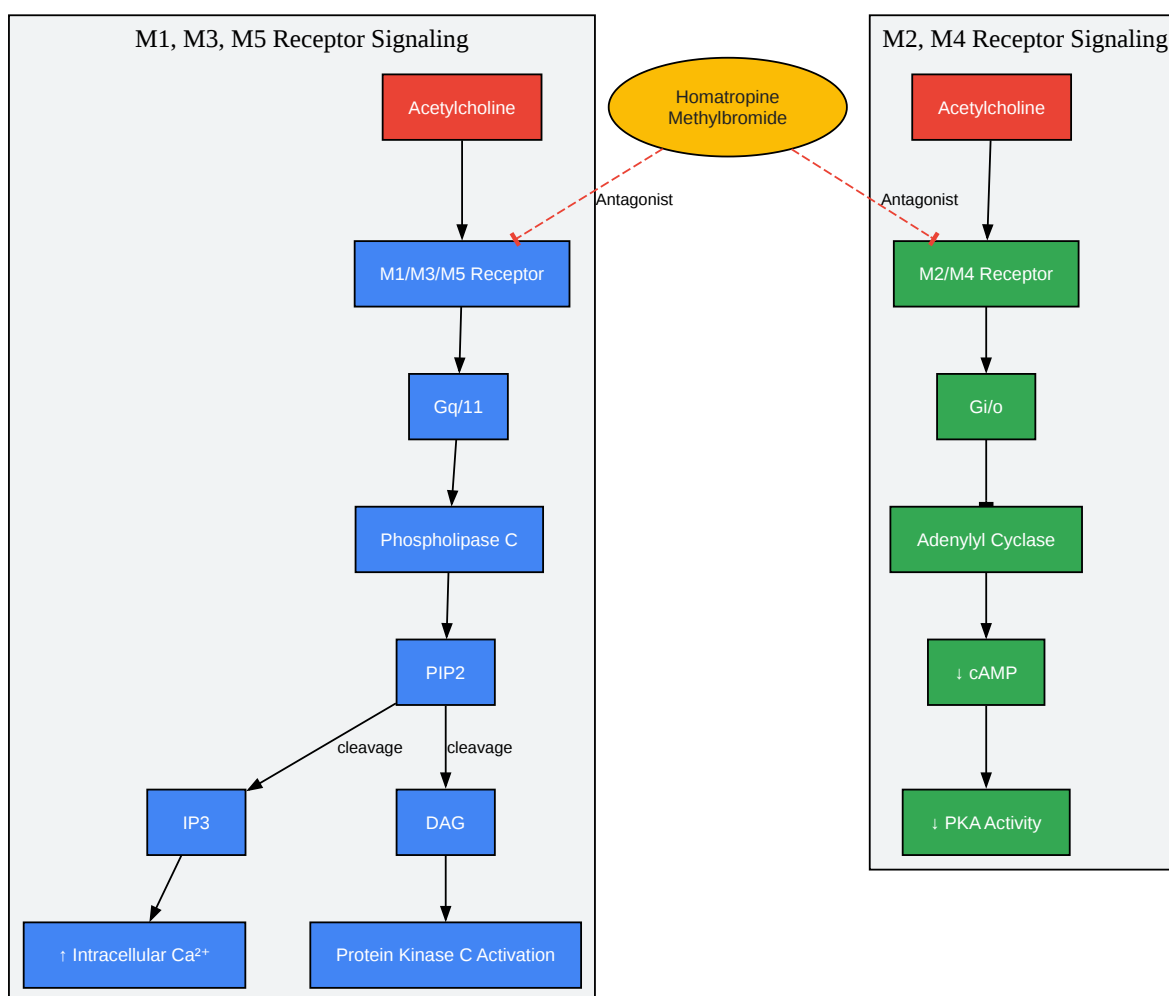 M1, M3, M5 Receptor Signaling
M2, M4 Receptor Signaling
Acetylcholine
Homatropine
Methylbromide
Acetylcholine
Antagonist
Antagonist
M1/M3/M5 Receptor
M2/M4 Receptor
Gq/11
Gi/o
Phospholipase C
Adenylyl Cyclase
PIP2
↓ cAMP
cleavage
cleavage
IP3
DAG
↓ PKA Activity
↑ Intracellular Ca²⁺
Protein Kinase C Activation